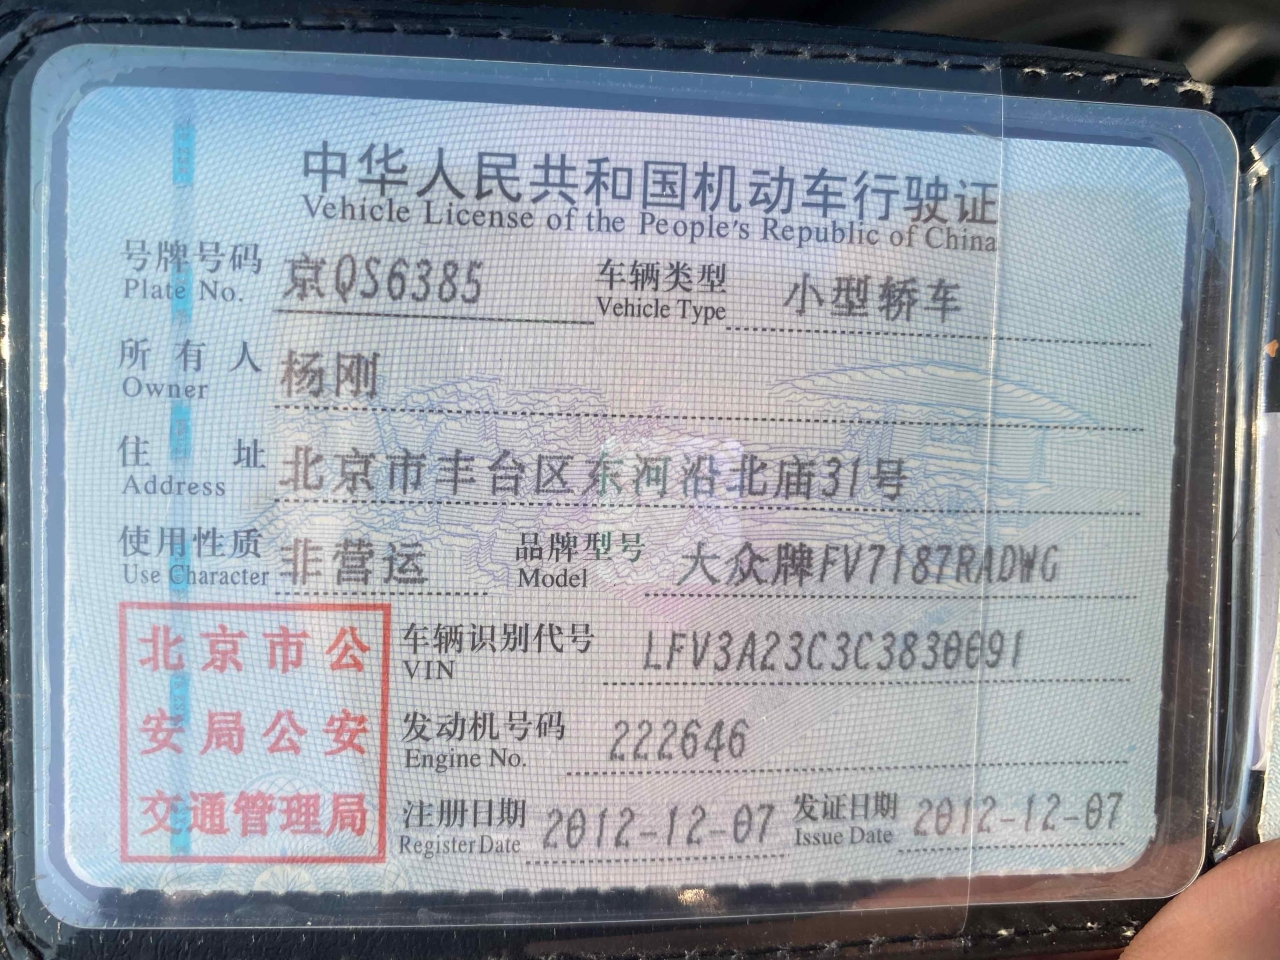 中华人民共和国机动车行驶证
Vehicle License of the People's Republic of China
号牌号码 京QS6385 车辆类型 小型轿车
Plate No. Vehicle Type
所有人 杨刚
Owner
住址 北京市丰台区东河沿北庙31号
Address
使用性质 非营运 品牌型号 大众牌FV7187RADWG
Use Character Model
北京市公
安局公安
交通管理局
车辆识别代号 LFV3A23C3C3830091
VIN
发动机号码 222646
Engine No.
注册日期 2012-12-07 发证日期 2012-12-07
Register Date Issue Date